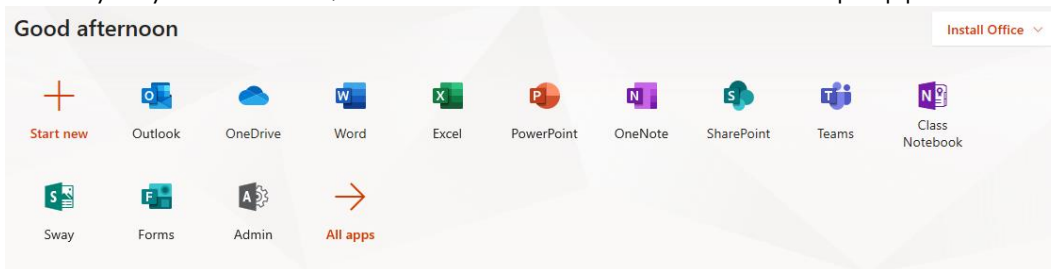 Good afternoon
Install Office
Start new
Outlook
OneDrive
Word
Excel
PowerPoint
OneNote
SharePoint
Teams
Class
Notebook
Sway
Forms
Admin
All apps